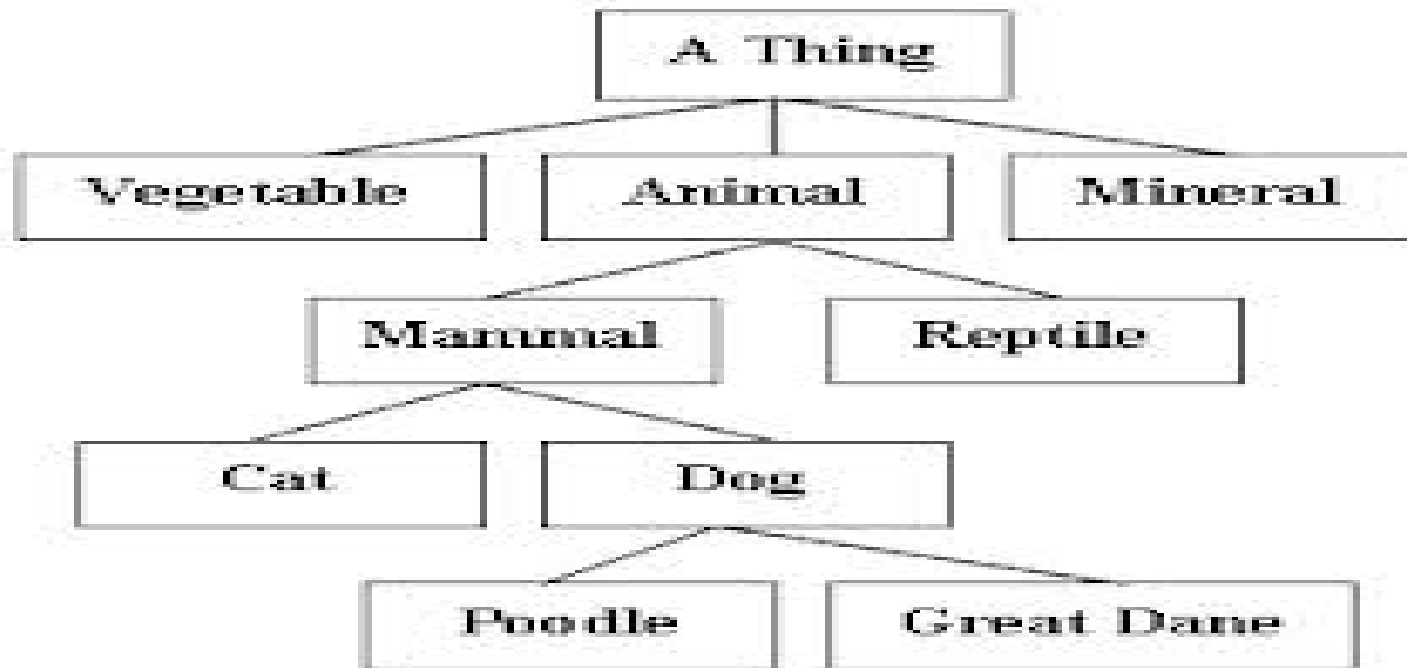 A Thing
Vegetable Animal Mineral
Mammal Reptile
Cat Dog
Poodle Great Dane